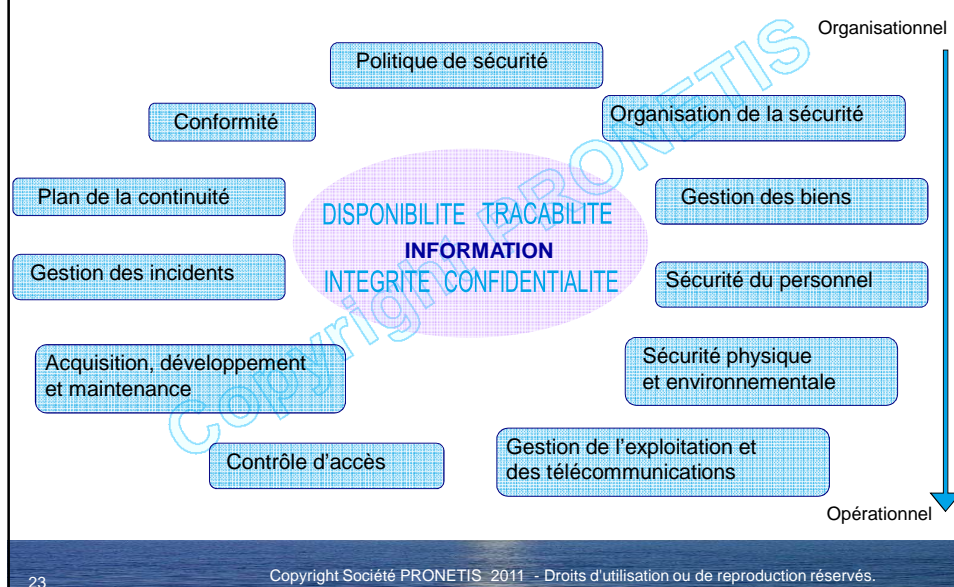 Organisationnel
Politique de sécurité
Conformité
Organisation de la sécurité
Plan de la continuité
Gestion des biens
DISPONIBILITE TRACABILITE
INFORMATION
INTEGRITE CONFIDENTIALITE
Gestion des incidents
Sécurité du personnel
Acquisition, développement
et maintenance
Sécurité physique
et environnementale
Contrôle d'accès
Gestion de l'exploitation et
des télécommunications
Opérationnel
Copyright PRONETIS
23
Copyright Société PRONETIS 2011 - Droits d'utilisation ou de reproduction réservés.